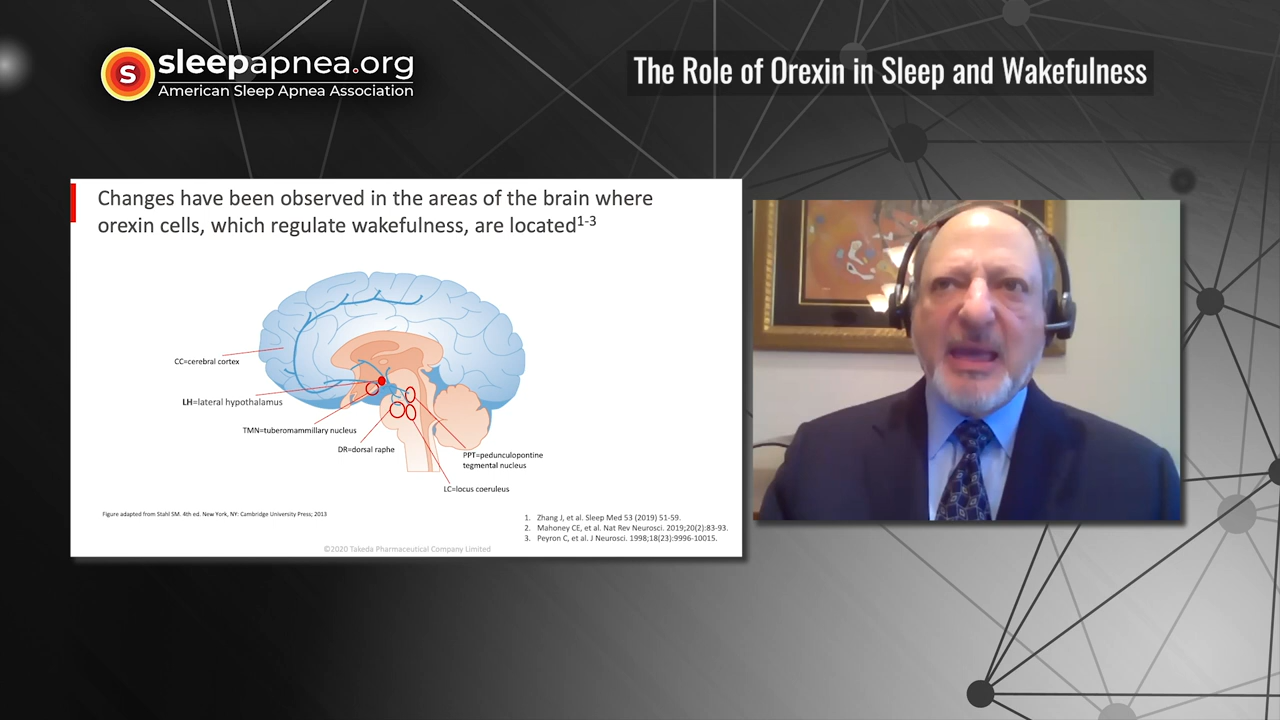 S
sleepapnea.org
American Sleep Apnea Association
The Role of Orexin in Sleep and Wakefulness
Changes have been observed in the areas of the brain where
orexin cells, which regulate wakefulness, are located1-3
CC=cerebral cortex
LH=lateral hypothalamus
TMN=tuberomammillary nucleus
DR=dorsal raphe
PPT=pedunculopontine
tegmental nucleus
LC=locus coeruleus
Figure adapted from Stahl SM. 4th ed. New York, NY: Cambridge University Press; 2013
1. Zhang J, et al. Sleep Med 53 (2019) 51-59.
2. Mahoney CE, et al. Nat Rev Neurosci. 2019;20(2):83-93.
3. Peyron C, et al. J Neurosci. 1998;18(23):9996-10015.
©2020 Takeda Pharmaceutical Company Limited